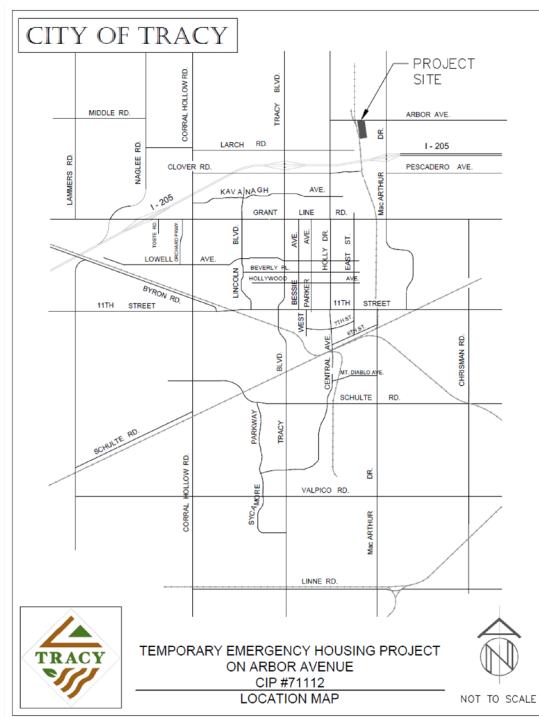 CITY OF TRACY
PROJECT
SITE
CORRAL HOLLOW RD.
TRACY BLVD.
MIDDLE RD.
ARBOR AVE.
DR.
NAGLEE RD.
LARCH RD.
I - 205
LAMMERS RD.
CLOVER RD.
PESCADERO AVE.
KAVANAGH AVE.
MacARTHUR
I - 205
GRANT LINE RD.
TOSTE RD.
ORCHARD PKWY.
LINCOLN BLVD.
BESSIE AVE.
PARKER AVE.
HOLLY DR.
EAST ST.
LOWELL AVE.
BEVERLY PL.
HOLLYWOOD AVE.
BYRON RD.
11TH STREET
11TH STREET
WEST
7TH ST.
6TH ST.
CENTRAL AVE.
CHRISMAN RD.
MT. DIABLO AVE.
TRACY BLVD.
SCHULTE RD.
PARKWAY
SCHULTE RD.
CORRAL HOLLOW RD.
SYCAMORE
VALPICO RD.
MacARTHUR DR.
LINNE RD.
TRACY
TEMPORARY EMERGENCY HOUSING PROJECT
ON ARBOR AVENUE
CIP #71112
LOCATION MAP
N
NOT TO SCALE